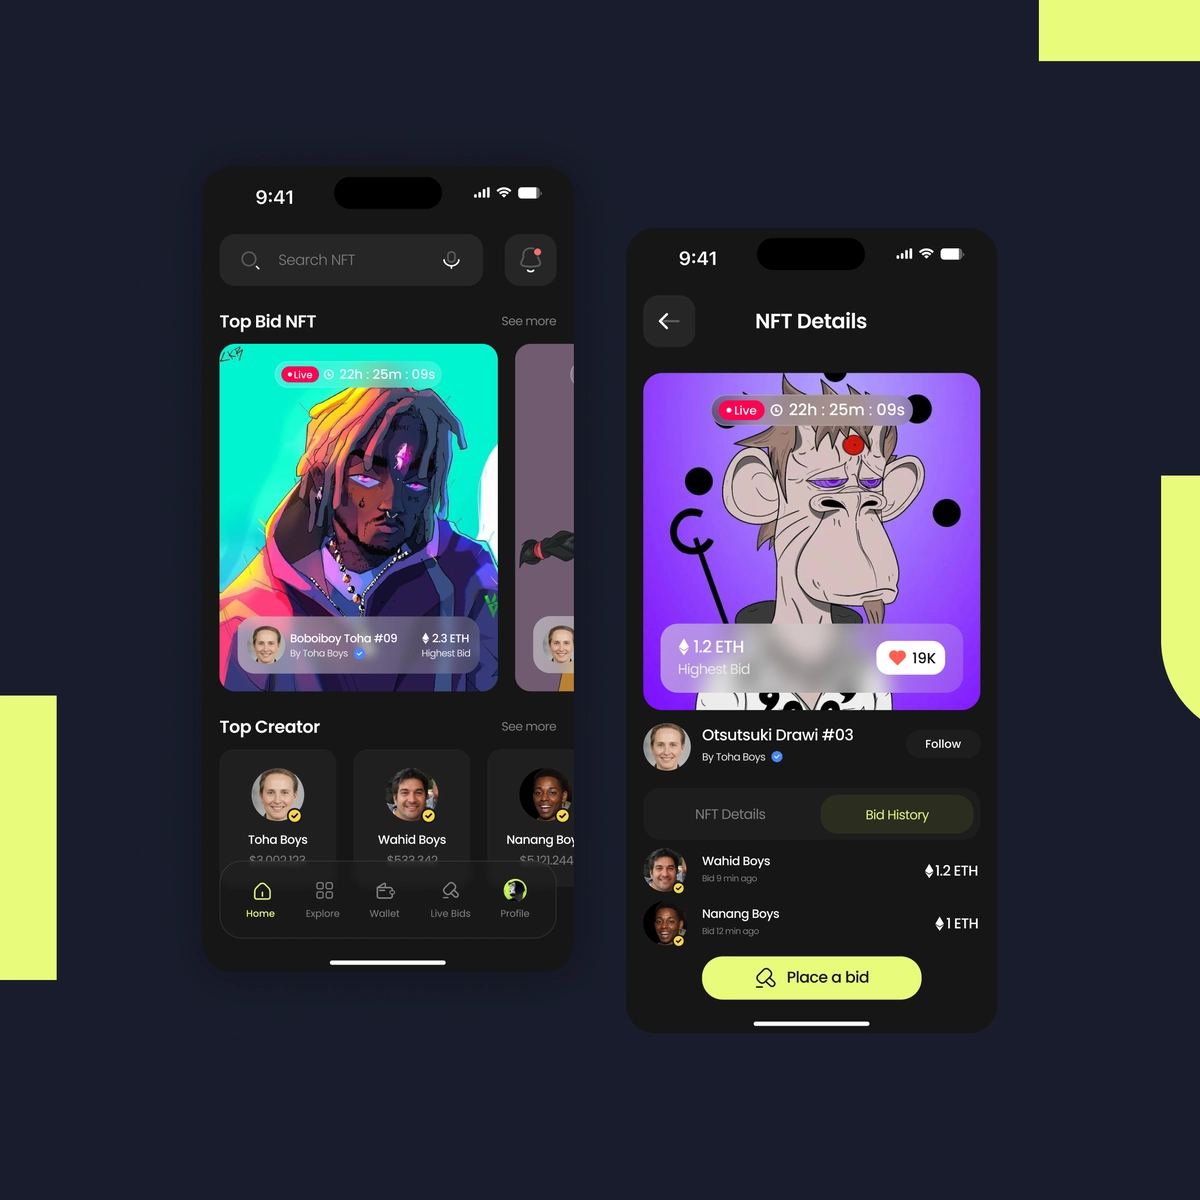 9:41
Search NFT
Top Bid NFT
See more
LKB
Live 22h : 25m : 09s
Boboiboy Toha #09
2.3 ETH
By Toha Boys
Highest Bid
Top Creator
See more
Toha Boys
Wahid Boys
Nanang Boy
$3,002,123
$533,342
$5,121,244
Home
Explore
Wallet
Live Bids
Profile
9:41
NFT Details
Live 22h : 25m : 09s
1.2 ETH
Highest Bid
19K
Otsutsuki Drawi #03
By Toha Boys
Follow
NFT Details
Bid History
Wahid Boys
Bid 9 min ago
1.2 ETH
Nanang Boys
Bid 12 min ago
1 ETH
Place a bid